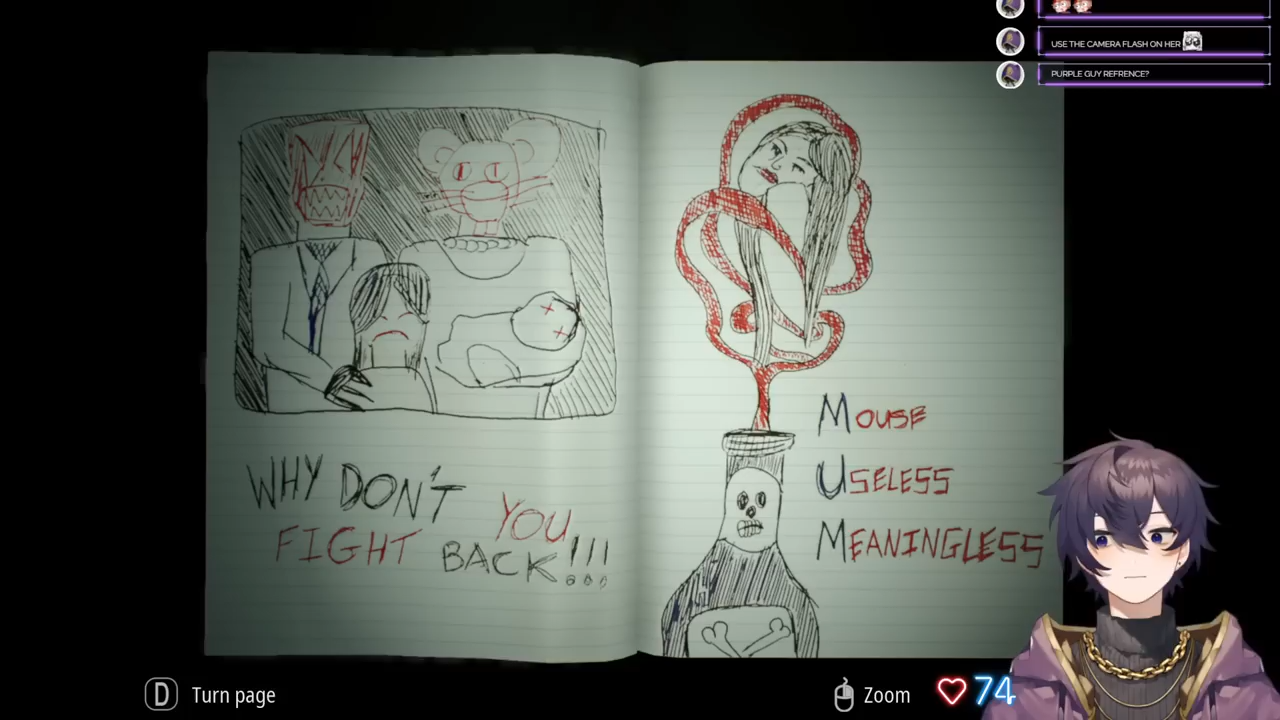 USE THE CAMERA FLASH ON HER
PURPLE GUY REFRENCE?
WHY DON'T YOU
FIGHT BACK!!!
MOUSE
USELESS
MEANINGLESS
D Turn page
Zoom
74